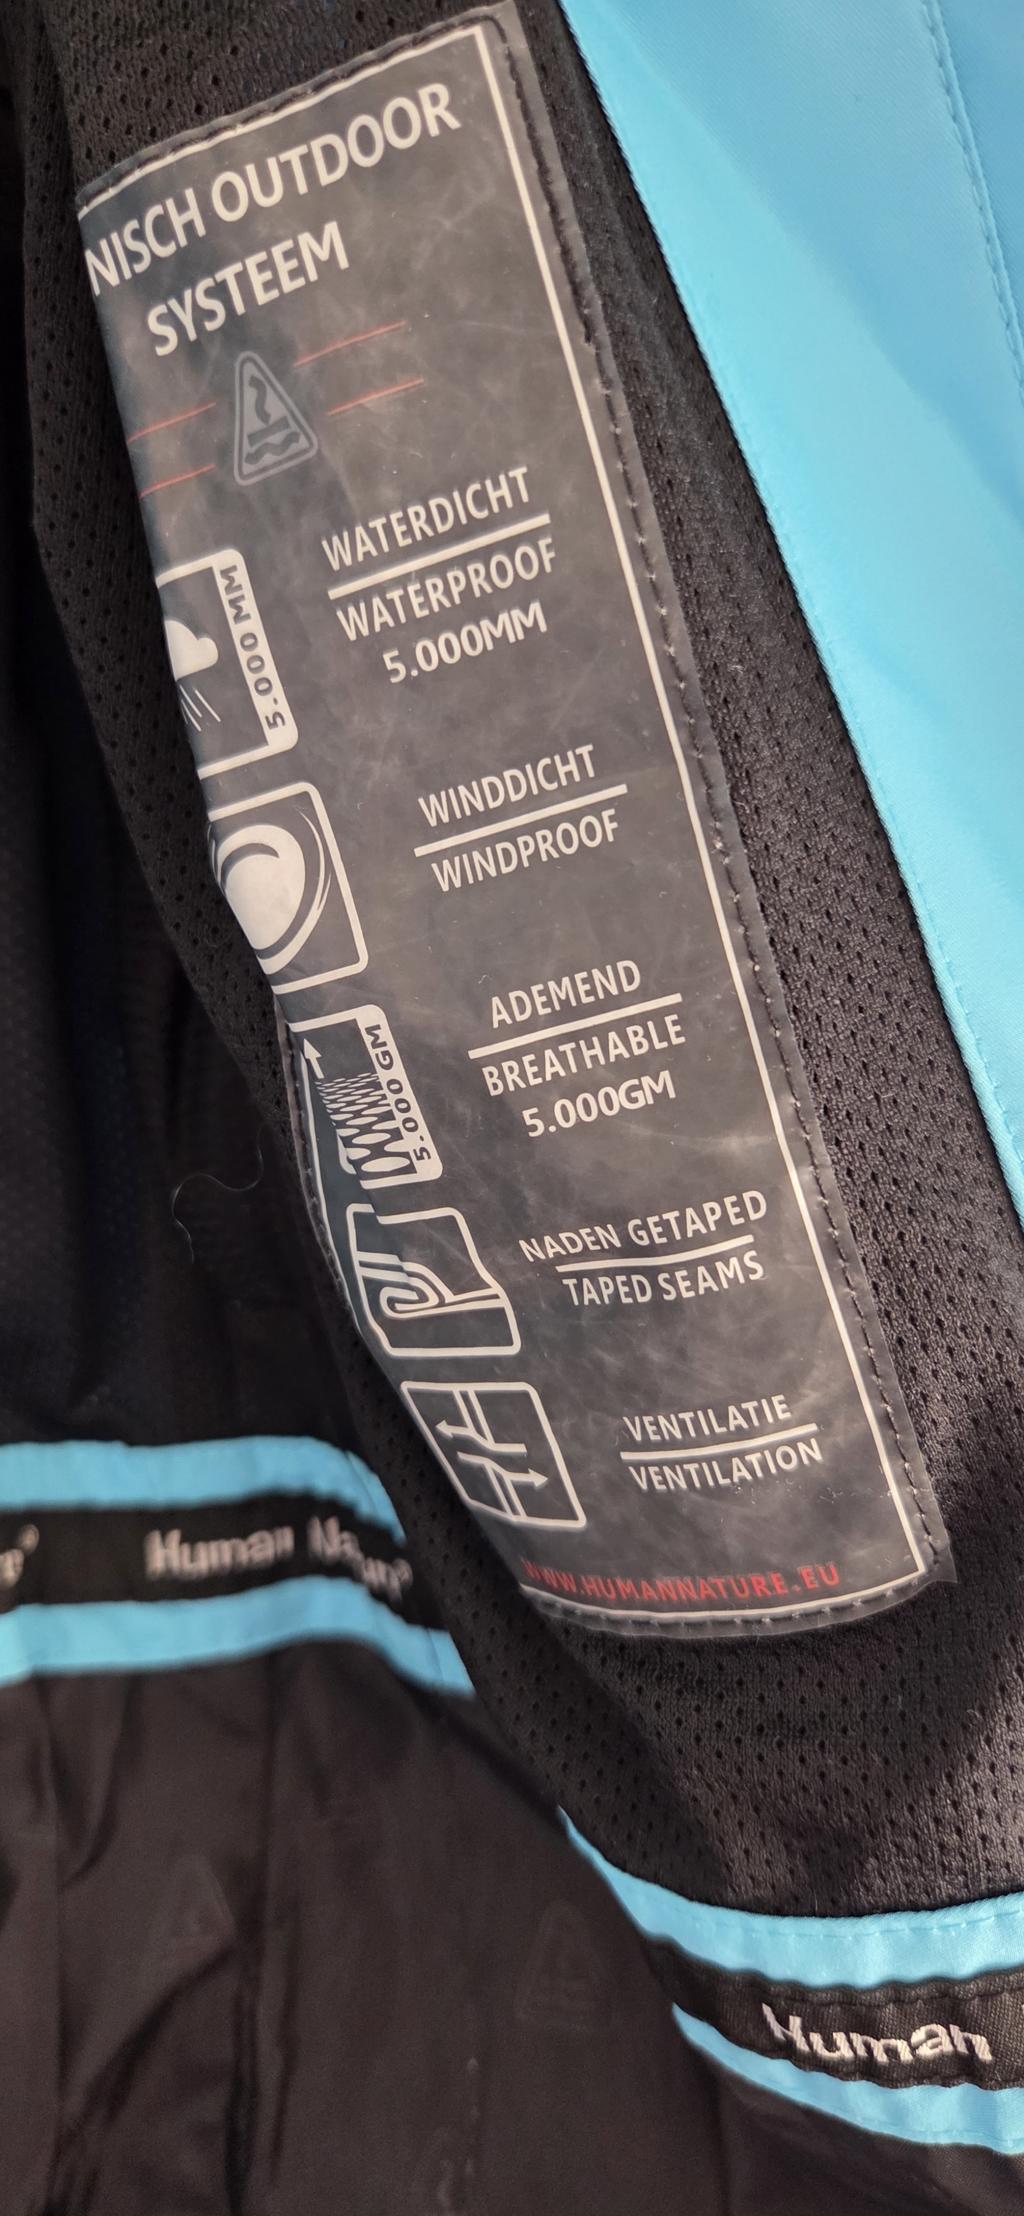 NISCH OUTDOOR
SYSTEEM
5.000 MM
WATERDICHT
WATERPROOF
5.000MM
WINDDICHT
WINDPROOF
5.000 GM
ADEMEND
BREATHABLE
5.000GM
NADEN GETAPED
TAPED SEAMS
VENTILATIE
VENTILATION
WWW.HUMANNATURE.EU
Human Nature
Human